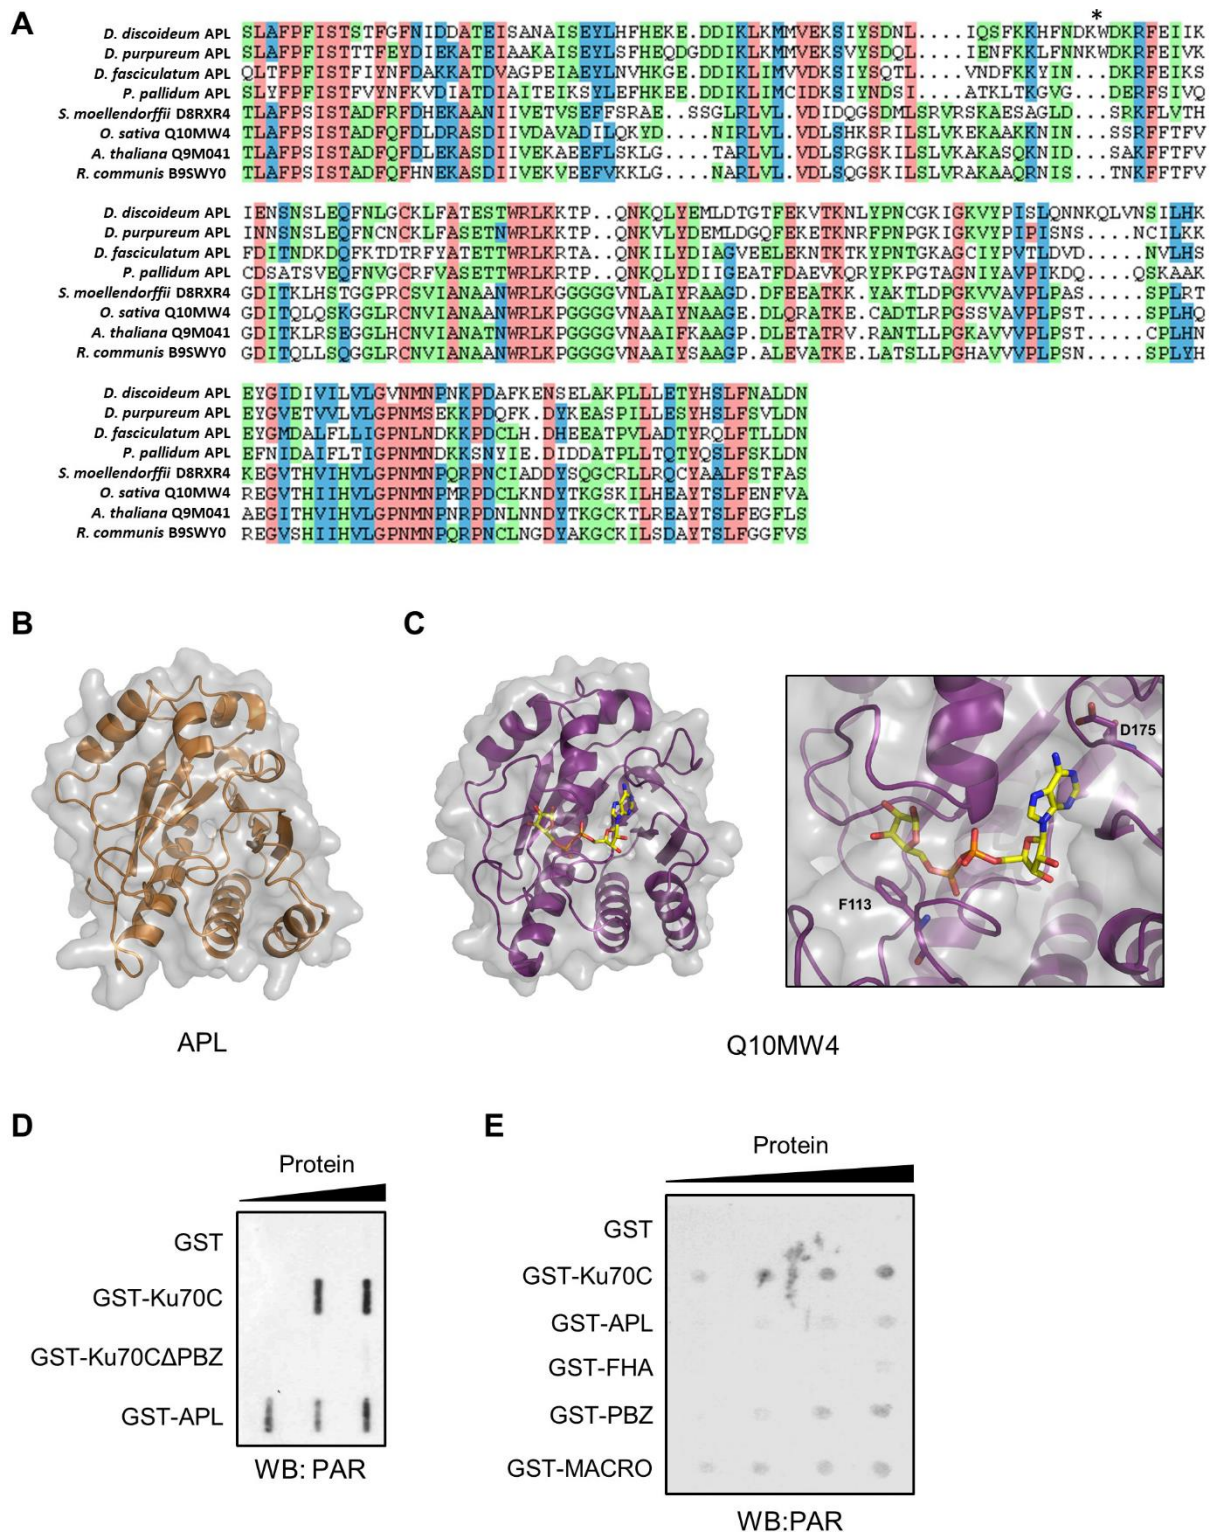 A
*
D. discoideum APL SLAFPFISTSTFGFNIDDATEISANAISEYLHFHEKE.DDIKLKMMVEKSIYSDNL....IQSFKKHFNDKWDKRFEIIK
D. purpureum APL SLAFPFISTTTFEYDIEKATEIAAKAISEYLSFHEQDGDDIKLKMMVEKSVYSDQL....IENFKKLFNNKWDKRFEIVK
D. fasciculatum APL QLTFPFISTFIYNFDAKKATDVAGPEIAEYLNVHKGE.DDIKLIMVVDKSIYSQTL....VNDFKKYIN...DKRFEIKS
P. pallidum APL SLYFPFISTFVYNFKVDIATDIAITEIKSYLEFHKEE.DDIKLIMCIDKSIYNDSI....ATKLTKGVG...DERFSIVQ
S. moellendorffii D8RXR4 TLAFPSISTADFRFDHEKAATDIIVETVSEFFSRAE...SSGLRLVL.VDIDQGSDMLSRVRSKAESAGLD...SRKFLVTH
O. sativa Q10MW4 TLAFPSISTADFQFDLDRASDIIVDAVADILQKYD....NIRLVL.VDLSHKSRILSLVKEKAAKKNIN...SSRFFTFV
A. thaliana Q9M041 TLAFPSISTADFQFDLEKASDIIVEKAEEFLSKLG....TARLVL.VDLSRGSKILSLVKAKASQKNID...SAKFFTFV
R. communis B9SWY0 TLAFPSISTADFQFHNEKASDIIVEKVEEFVKKLG....NARLVL.VDLSQGSKILSLVRAKAAQRNIS...TNKFFTFV
D. discoideum APL IENSNSLEQFNLGCKLFATESTWRLKKTP..QNKQLYEMLDTGTFEKVTKNLYPNCGKIGKVYPISLQNNKQLVNSILHK
D. purpureum APL INNSNSLEQFNCNCKLFASETNWRLKKTP..QNKVLYDEMLDGQFEKETKNRFPNPGKIGKVYPIPISNS.....NCILKK
D. fasciculatum APL FDITNDKDQFKTDTRFYASETTWRLKKRTA..QNKILYDIAGVEELEKNTKTKYPNTGKAGCIYPVTLDVD.....NVLHS
P. pallidum APL CDSATSVEQFNVGCRFVASETTWRLKKRTA..QNKQLYDIIGEATFDAEVKQRYPKPGTAGNIYAVPIKDQ...QSKAAK
S. moellendorffii D8RXR4 GDITKLHSTGGPRCSVIANAANWRLKGGGGGVNLAIYRAAGD.DFEEATKK.YAKTLDPGKVVAVPLPAS.....SPLRT
O. sativa Q10MW4 GDITQLQSKGGLRCNVIANAANWRLKPGGGGVNAAIYNAAGE.DLQRATKE.CADTLRPGSSVAVPLPST.....SPLHQ
A. thaliana Q9M041 GDITKLRSEGGLRCNVIANATNWRLKPGGGGVNAAIFKAAGP.DLETATRV.RANTLLPGKAVVVPLPST.....CPLHN
R. communis B9SWY0 GDITQLLSQGGLRCNVIANAANWRLKPGGGGVNAAIYSAAGP.ALEVATKE.LATSLLPGHAVVVPLPSN.....SPLYH
D. discoideum APL EYGIDIVILVLGVNMNPNKPDAFKENSELAKPLLLETYHSLFNALDN
D. purpureum APL EYGVETVVLVLGPNMSEKKPDQFK.DYKEASPILLESYHSLFSVLDN
D. fasciculatum APL EYGMDALFLLIGPNLNDKKPDCLH.DHEEATPVLADTYRQLFTLLDN
P. pallidum APL EFNIDAIFLTIGPNMNDKKSNYIE.DIDDATPLLTQTYQSLFSKLDN
S. moellendorffii D8RXR4 KEGVTHVIHVLGPNMNPQRPNCIADDYSQGCRLLRQCYAALFSTFAS
O. sativa Q10MW4 REGVTHIIHVLGPNMNPMRPDCLKNDYTKGSKILHEAYTSLFENFVA
A. thaliana Q9M041 AEGITHVIHVLGPNMNPNRPDNLNNDYTKGCKTLREAYTSLFEGFLS
R. communis B9SWY0 REGVSHIIHVLGPNMNPQRPNCLNGDYAKGCKILSDAYTSLFGGFVS
B
C
D175
F113
APL
Q10MW4
D
Protein
GST
GST-Ku70C
GST-Ku70CΔPBZ
GST-APL
WB: PAR
E
Protein
GST
GST-Ku70C
GST-APL
GST-FHA
GST-PBZ
GST-MACRO
WB:PAR